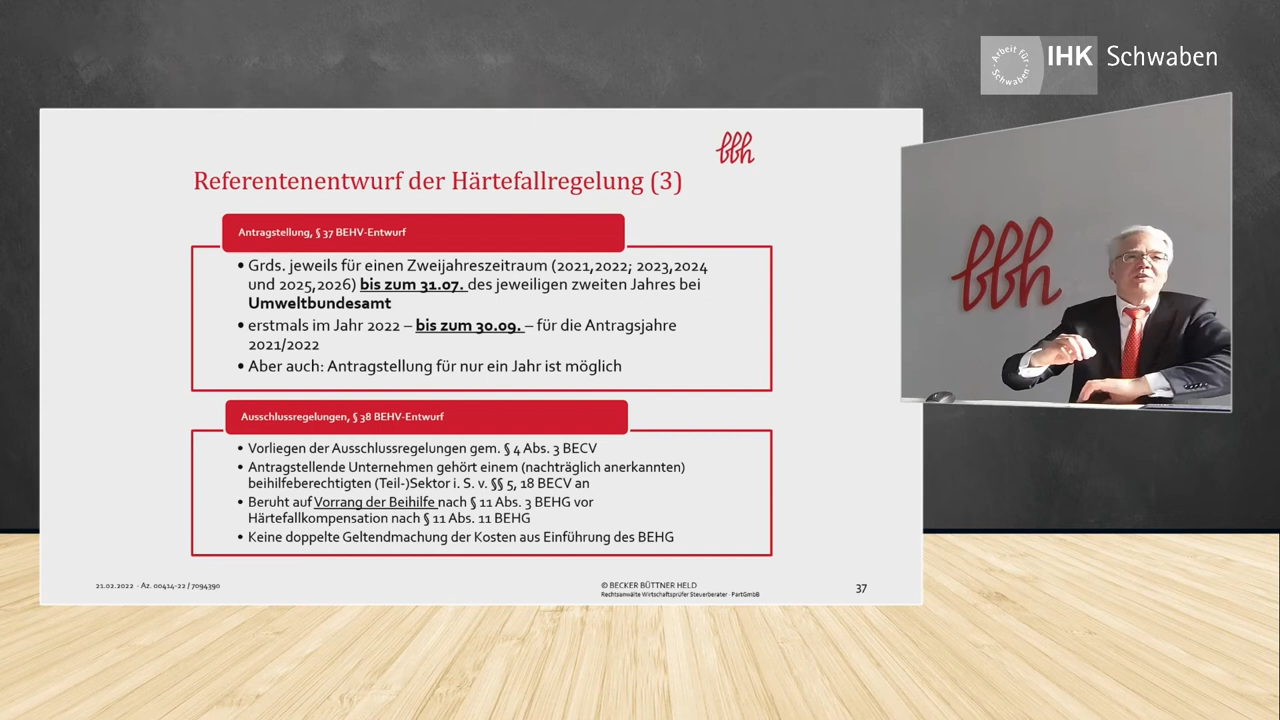 Arbeit für
Schwaben
IHK Schwaben
bbh
Referentenentwurf der Härtefallregelung (3)
Antragstellung, § 37 BEHV-Entwurf
• Grds. jeweils für einen Zweijahreszeitraum (2021,2022; 2023,2024
und 2025,2026) bis zum 31.07. des jeweiligen zweiten Jahres bei
Umweltbundesamt
• erstmals im Jahr 2022 – bis zum 30.09. – für die Antragsjahre
2021/2022
• Aber auch: Antragstellung für nur ein Jahr ist möglich
Ausschlussregelungen, § 38 BEHV-Entwurf
• Vorliegen der Ausschlussregelungen gem. § 4 Abs. 3 BECV
• Antragstellende Unternehmen gehört einem (nachträglich anerkannten)
beihilfeberechtigten (Teil-)Sektor i. S. v. §§ 5, 18 BECV an
• Beruht auf Vorrang der Beihilfe nach § 11 Abs. 3 BEHG vor
Härtefallkompensation nach § 11 Abs. 11 BEHG
• Keine doppelte Geltendmachung der Kosten aus Einführung des BEHG
21.02.2022 · Az. 00414-22 / 7094390
© BECKER BÜTTNER HELD
Rechtsanwälte Wirtschaftsprüfer Steuerberater · PartGmbB
37
bbh